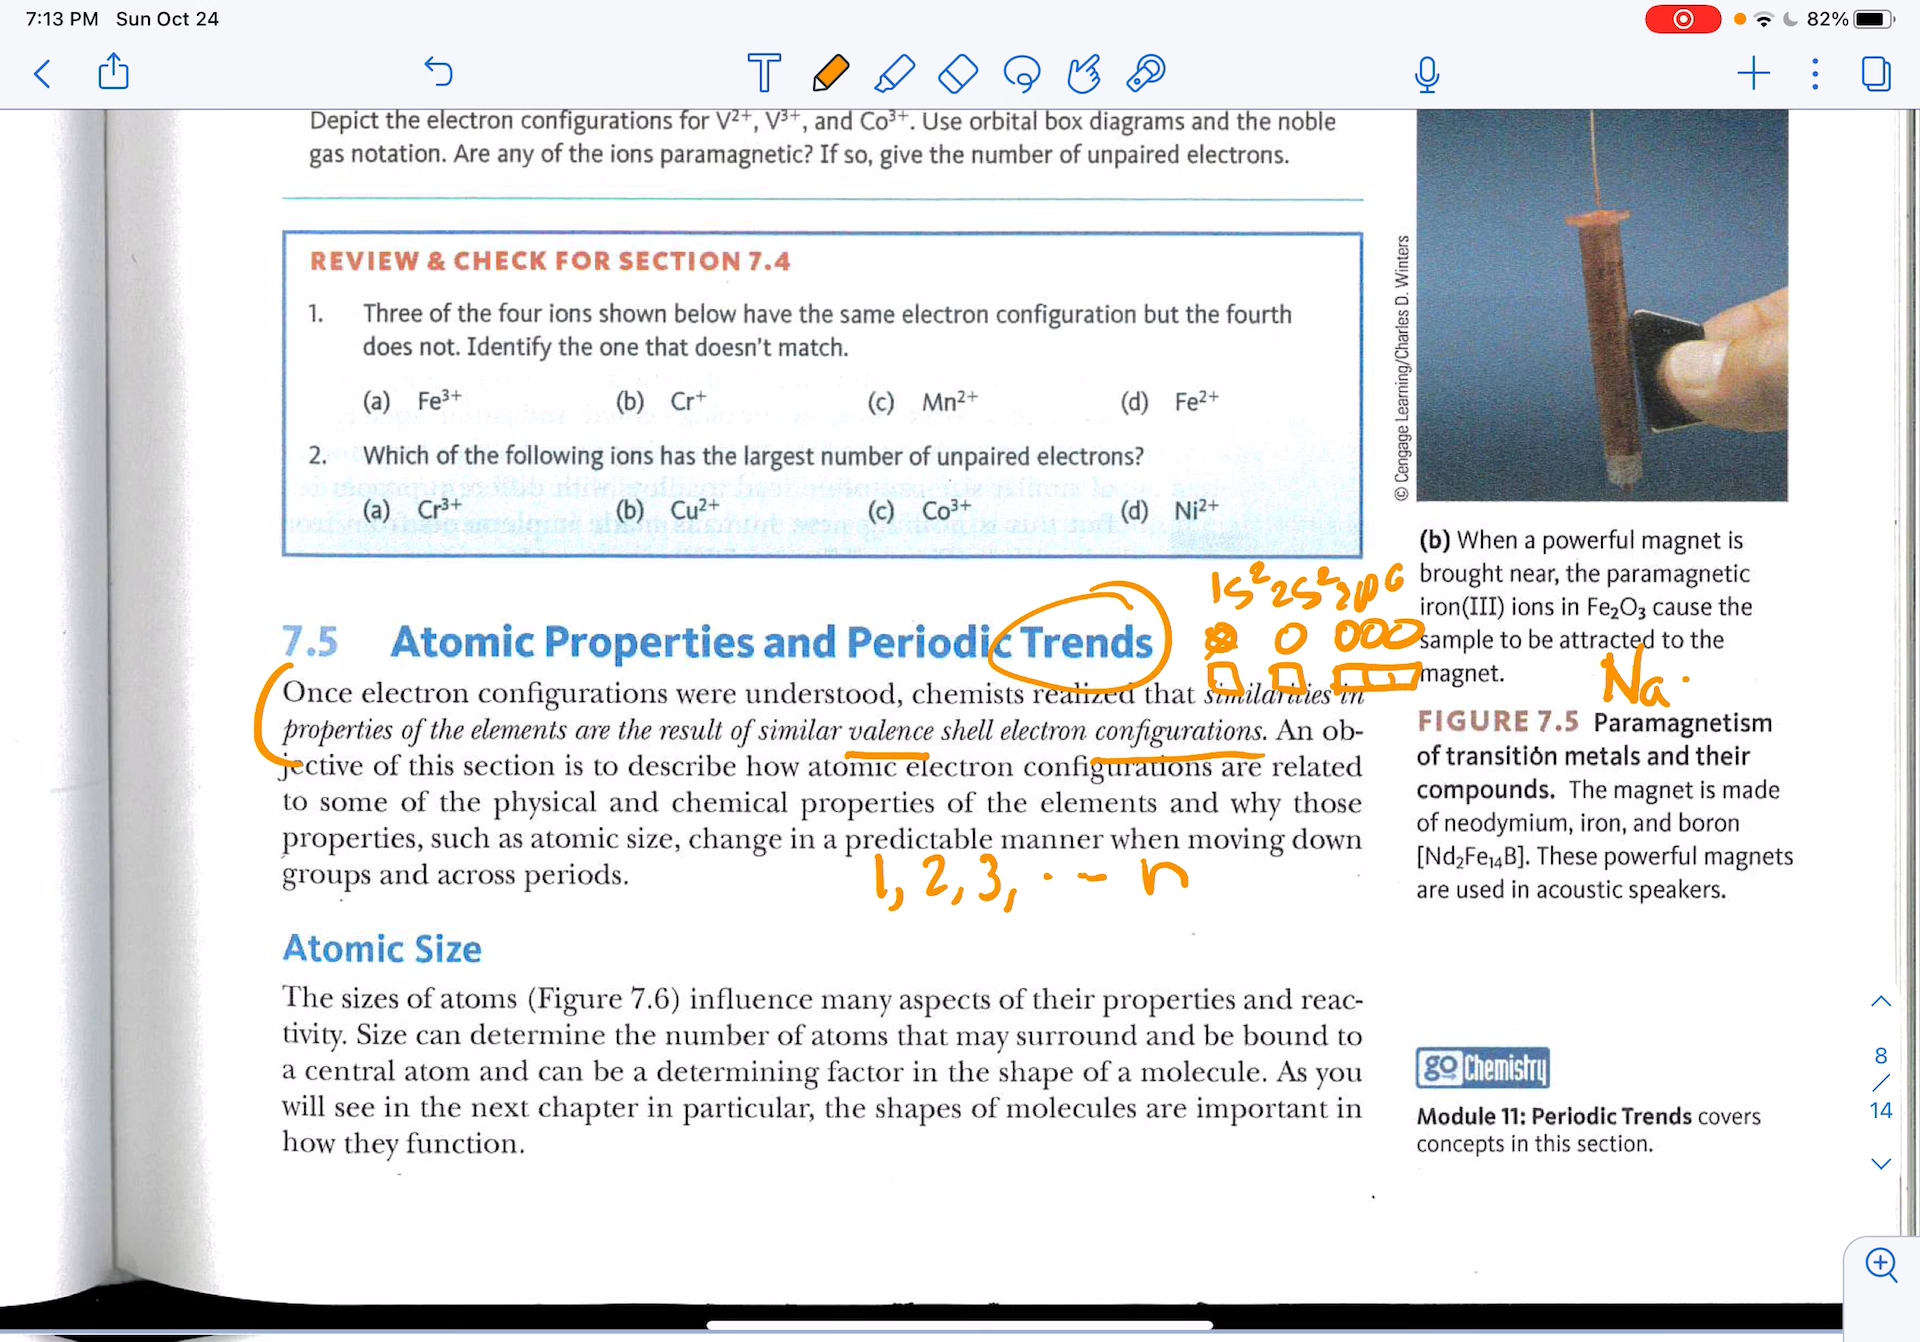 7:13 PM Sun Oct 24
82%
Depict the electron configurations for V²⁺, V³⁺, and Co³⁺. Use orbital box diagrams and the noble
gas notation. Are any of the ions paramagnetic? If so, give the number of unpaired electrons.
REVIEW & CHECK FOR SECTION 7.4
1. Three of the four ions shown below have the same electron configuration but the fourth
does not. Identify the one that doesn't match.
(a) Fe³⁺ (b) Cr⁺ (c) Mn²⁺ (d) Fe²⁺
2. Which of the following ions has the largest number of unpaired electrons?
(a) Cr³⁺ (b) Cu²⁺ (c) Co³⁺ (d) Ni²⁺
1s² 2s² 2p6
7.5 Atomic Properties and Periodic Trends
Once electron configurations were understood, chemists realized that similarities in
properties of the elements are the result of similar valence shell electron configurations. An ob-
jective of this section is to describe how atomic electron configurations are related
to some of the physical and chemical properties of the elements and why those
properties, such as atomic size, change in a predictable manner when moving down
groups and across periods.
1, 2, 3, ·-- n
Atomic Size
The sizes of atoms (Figure 7.6) influence many aspects of their properties and reac-
tivity. Size can determine the number of atoms that may surround and be bound to
a central atom and can be a determining factor in the shape of a molecule. As you
will see in the next chapter in particular, the shapes of molecules are important in
how they function.
© Cengage Learning/Charles D. Winters
(b) When a powerful magnet is
brought near, the paramagnetic
iron(III) ions in Fe₂O₃ cause the
sample to be attracted to the
magnet.
Na·
FIGURE 7.5 Paramagnetism
of transition metals and their
compounds. The magnet is made
of neodymium, iron, and boron
[Nd₂Fe₁₄B]. These powerful magnets
are used in acoustic speakers.
go Chemistry
Module 11: Periodic Trends covers
concepts in this section.
8
/
14